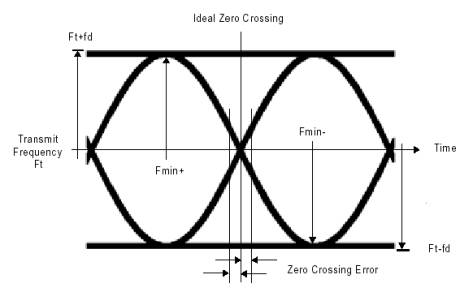 Ideal Zero Crossing
Ft+fd
Transmit
Frequency
Ft
Fmin+
Fmin-
Time
Ft-fd
Zero Crossing Error